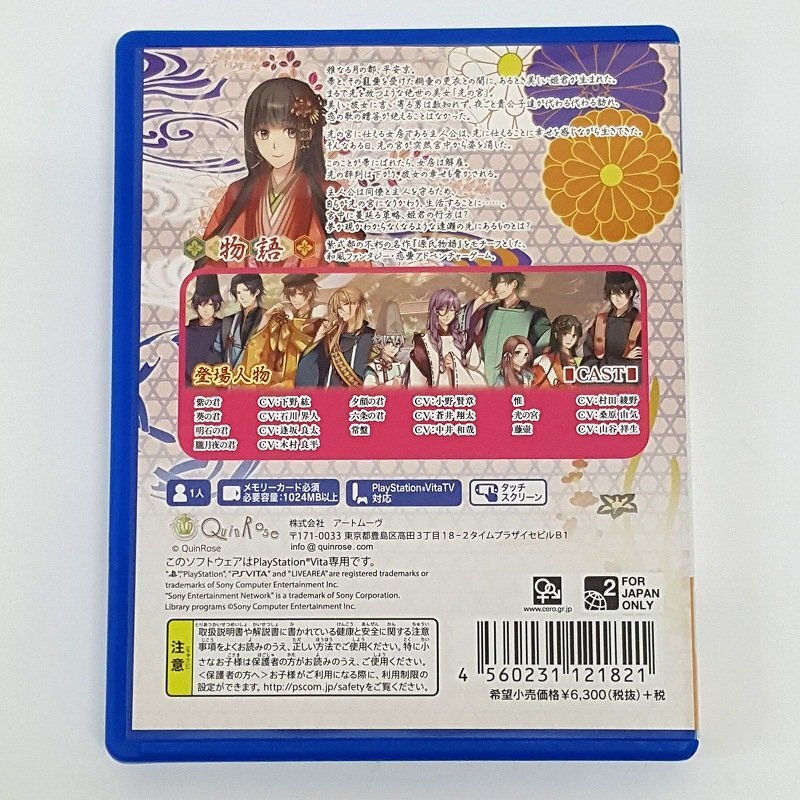 雅なる月の都、平安京。
帝とその寵愛を受けた桐壷の更衣との間に、あるとき美しい姫君が生まれた。
まるで光を放つような絶世の美女「光の宮」。
美しい彼女に言い寄る男は数知れず、夜ごと貴公子達が代わる代わる訪れ、
恋の歌の贈答が絶えることはなかった。
光の宮に仕える女房である主人公は、光に仕えることに幸せを感じながら生きてきた。
そんなある日、光の宮が突然宮中から姿を消した。
このことが帝にばれたら、女房は解雇。
光の評判は下がり、彼女の幸せも脅かされる。
主人公は同僚と主人を守るため、
自らが光の宮になりかわり、生活することに……。
宮中に蔓延る策略、姫君の行方は?
夢か現かわからなくなるような逢瀬の先にあるものとは?
紫式部の不朽の名作『源氏物語』をモチーフとした、
和風ファンタジー・恋愛アドベンチャーゲーム。
物語
登場人物
CAST
紫の君 CV:下野 紘
葵の君 CV:石川 界人
明石の君 CV:逢坂 良太
朧月夜の君 CV:木村 良平
夕顔の君 CV:小野 賢章
六条の君 CV:蒼井 翔太
常盤 CV:中井 和哉
惟 CV:村田 綾野
光の宮 CV:桑原 由気
藤壷 CV:山谷 祥生
1人
メモリーカード必須
必要容量:1024MB以上
PlayStation®Vita TV
対応
タッチ
スクリーン
QuinRose
© QuinRose
株式会社 アートムーヴ
〒171-0033 東京都豊島区高田3丁目18-2タイムプラザイセビルB1
info @ quinrose . com
このソフトウェアはPlayStation®Vita専用です。
"PlayStation", "PSVITA" and "LIVEAREA" are registered trademarks or
trademarks of Sony Computer Entertainment Inc.
"Sony Entertainment Network" is a trademark of Sony Corporation.
Library programs ©Sony Computer Entertainment Inc.
www.cero.gr.jp
2
FOR
JAPAN
ONLY
注意
取扱説明書や解説書に書かれている健康と安全に関する注意
事項をよくお読みのうえ、正しい方法でご使用ください。特に小
さなお子様は保護者の方がお読みのうえ、ご使用ください。
<保護者の方へ>お子様がご利用になる際に、利用制限の
設定ができます。http://pscom.jp/safetyをご覧ください。
4 560231 121821
希望小売価格¥6,300(税抜)+税